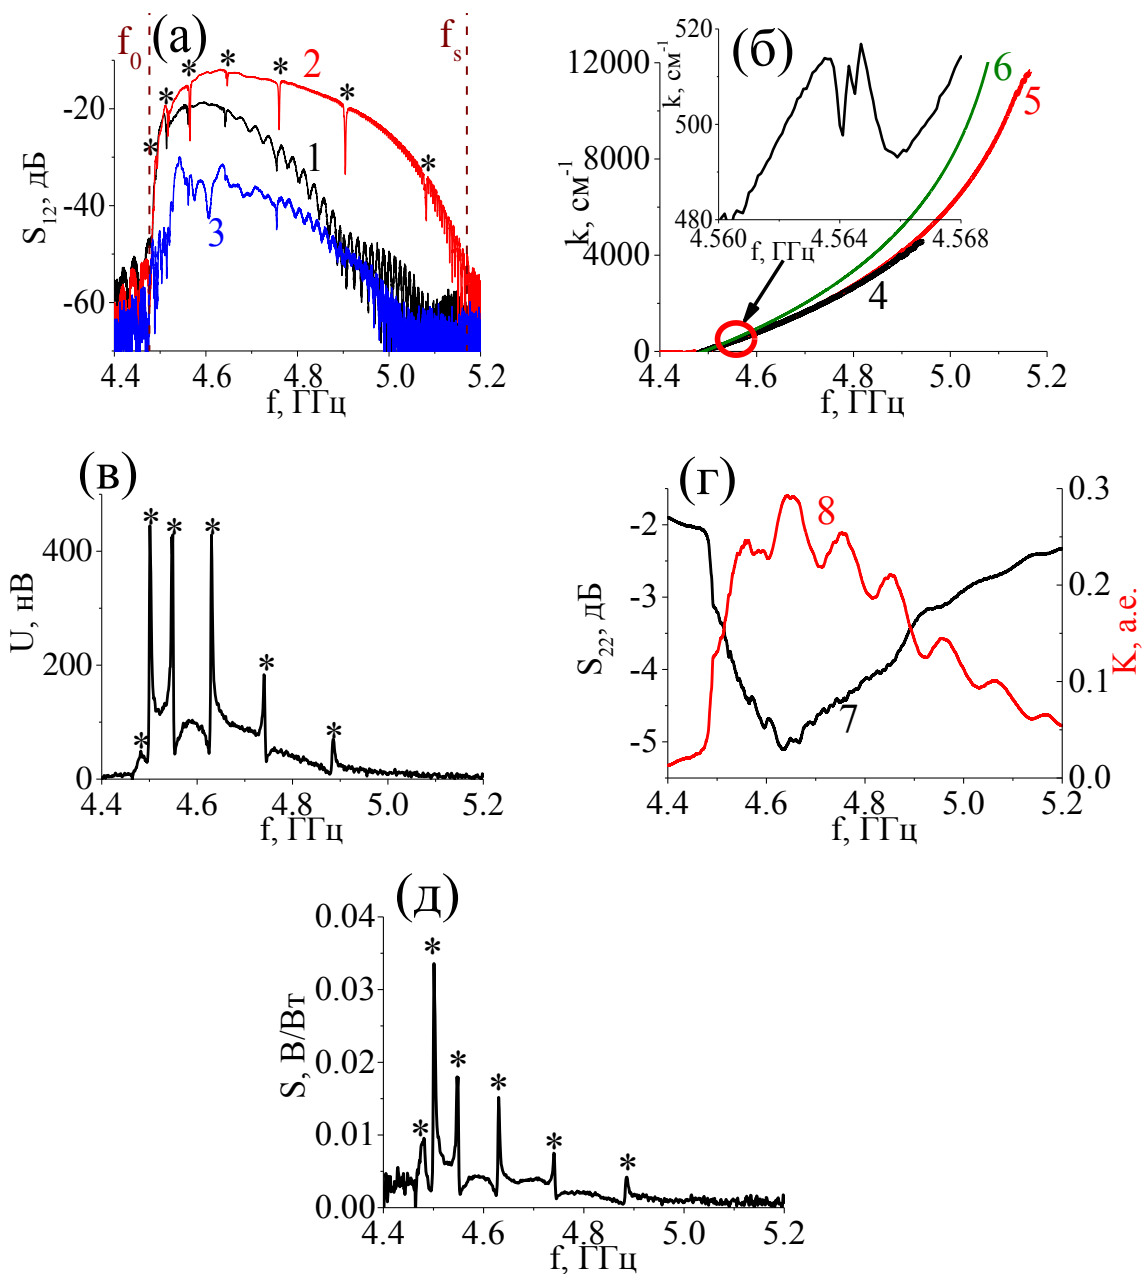 (а)
f₀
fₛ
* * * * * * *
2
1
3
-20
-40
-60
S₁₂, дБ
4.4 4.6 4.8 5.0 5.2
f, ГГц
(б)
12000
8000
4000
0
k, см⁻¹
6
5
4
520
500
480
k, см⁻¹
4.560 4.564 4.568
f, ГГц
4.4 4.6 4.8 5.0 5.2
f, ГГц
(в)
400
200
0
U, нВ
* * * * * *
4.4 4.6 4.8 5.0 5.2
f, ГГц
(г)
-2
-3
-4
-5
S₂₂, дБ
8
7
0.3
0.2
0.1
0.0
K, а.е.
4.4 4.6 4.8 5.0 5.2
f, ГГц
(д)
0.04
0.03
0.02
0.01
0.00
S, В/Вт
* * * * * *
4.4 4.6 4.8 5.0 5.2
f, ГГц